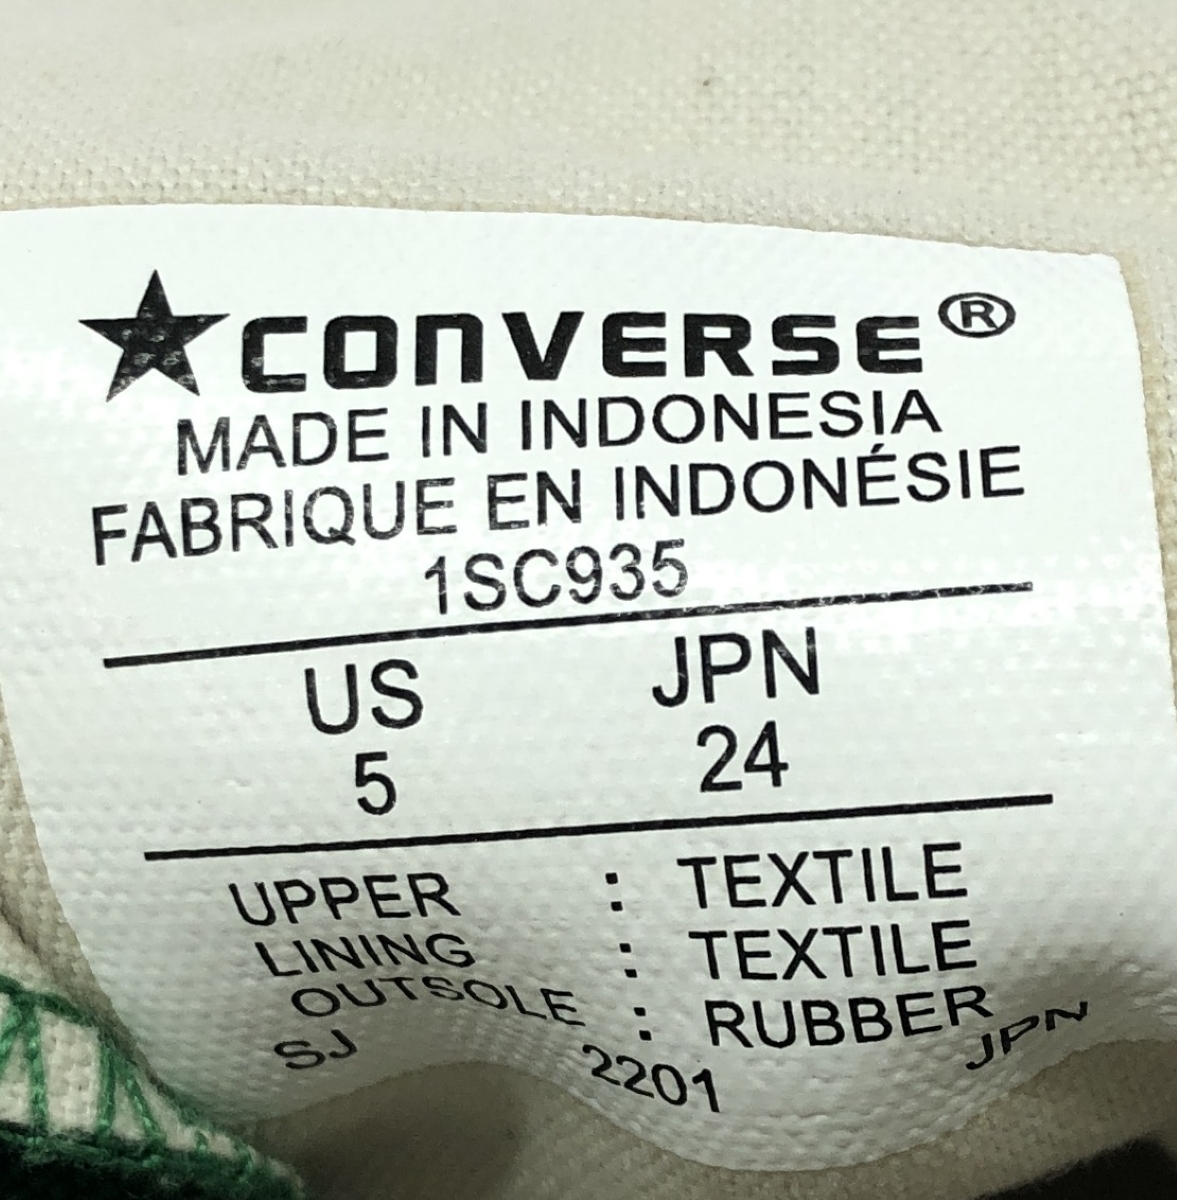 CONVERSE®
MADE IN INDONESIA
FABRIQUE EN INDONÉSIE
1SC935
US JPN
5 24
UPPER : TEXTILE
LINING : TEXTILE
OUTSOLE : RUBBER
SJ 2201 JPN